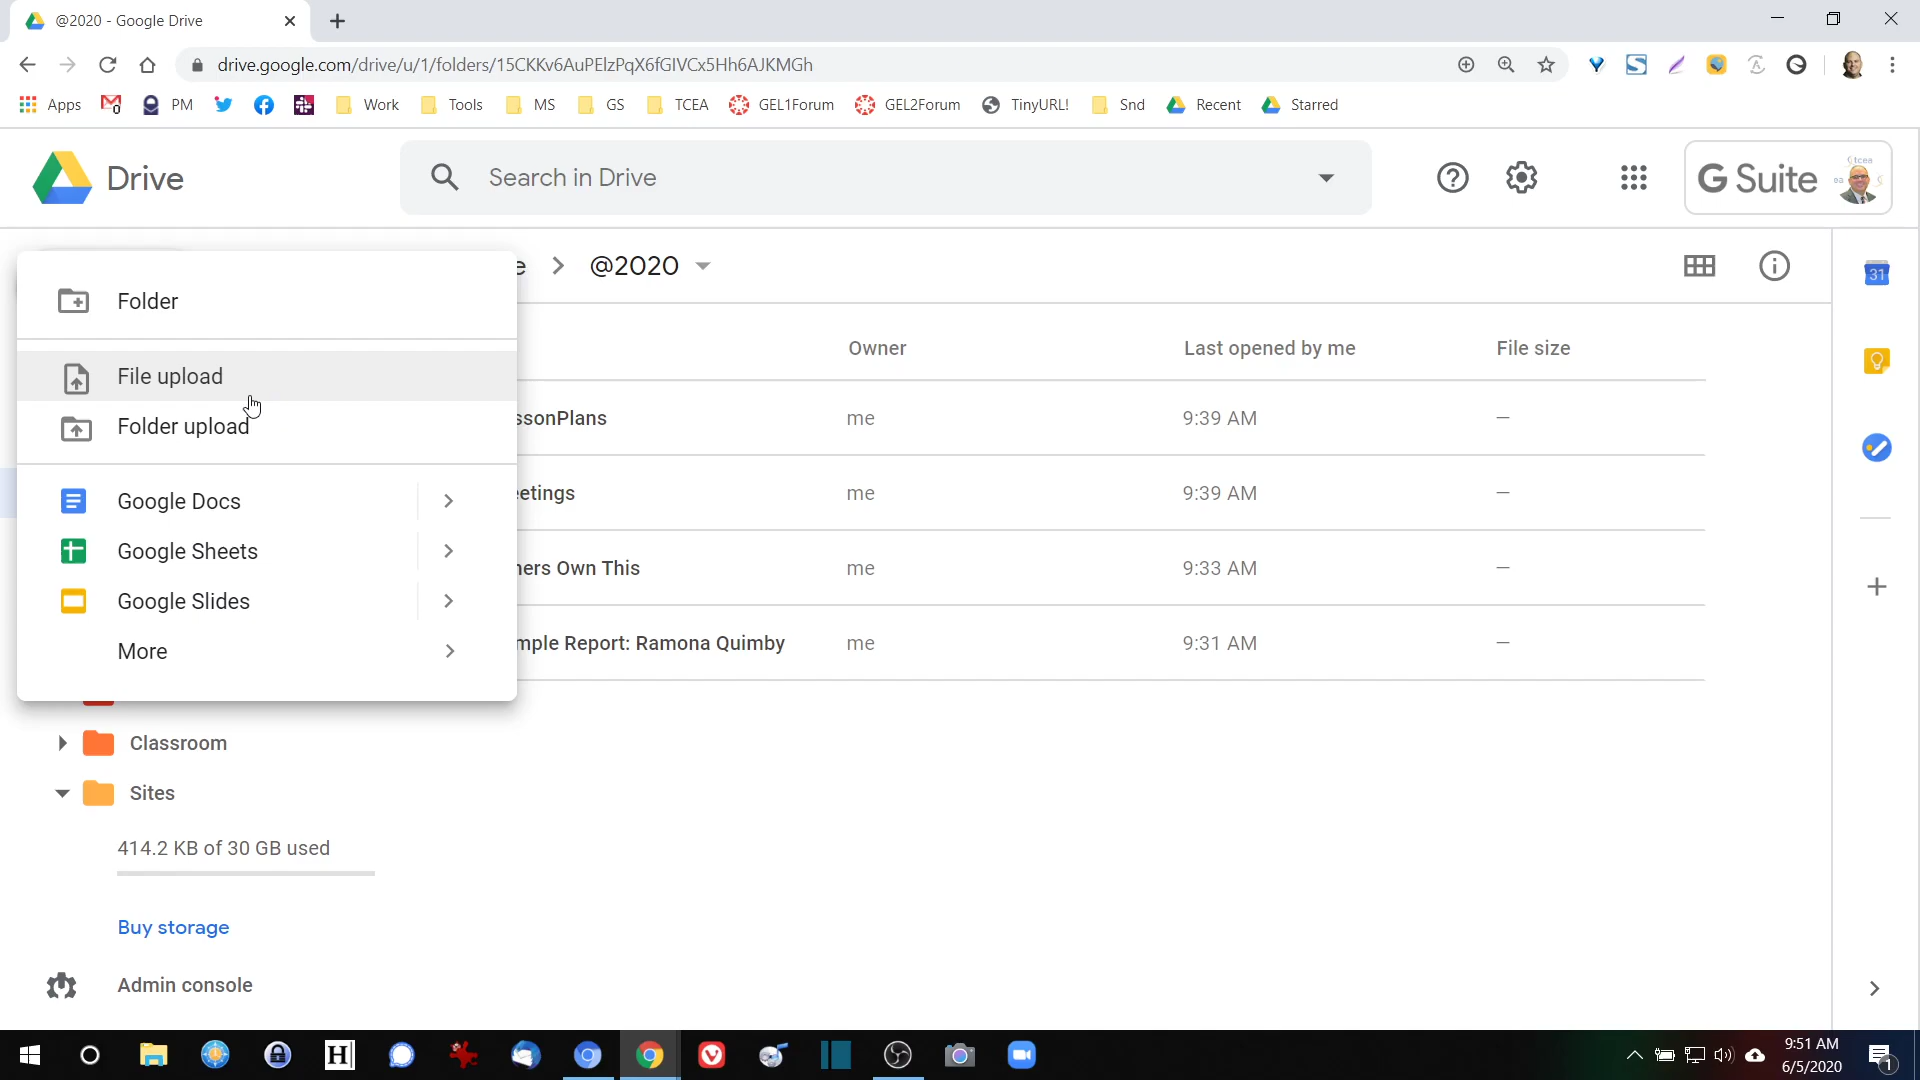 @2020 - Google Drive
drive.google.com/drive/u/1/folders/15CKKv6AuPElzPqX6fGIVCx5Hh6AJKMGh
Apps PM Work Tools MS GS TCEA GEL1Forum GEL2Forum TinyURL! Snd Recent Starred
Drive
Search in Drive
G Suite
tcea
e > @2020
31
Folder
File upload
Folder upload
Google Docs
Google Sheets
Google Slides
More
Owner Last opened by me File size
ssonPlans me 9:39 AM —
eetings me 9:39 AM —
hers Own This me 9:33 AM —
mple Report: Ramona Quimby me 9:31 AM —
Classroom
Sites
414.2 KB of 30 GB used
Buy storage
Admin console
H
9:51 AM
6/5/2020
1